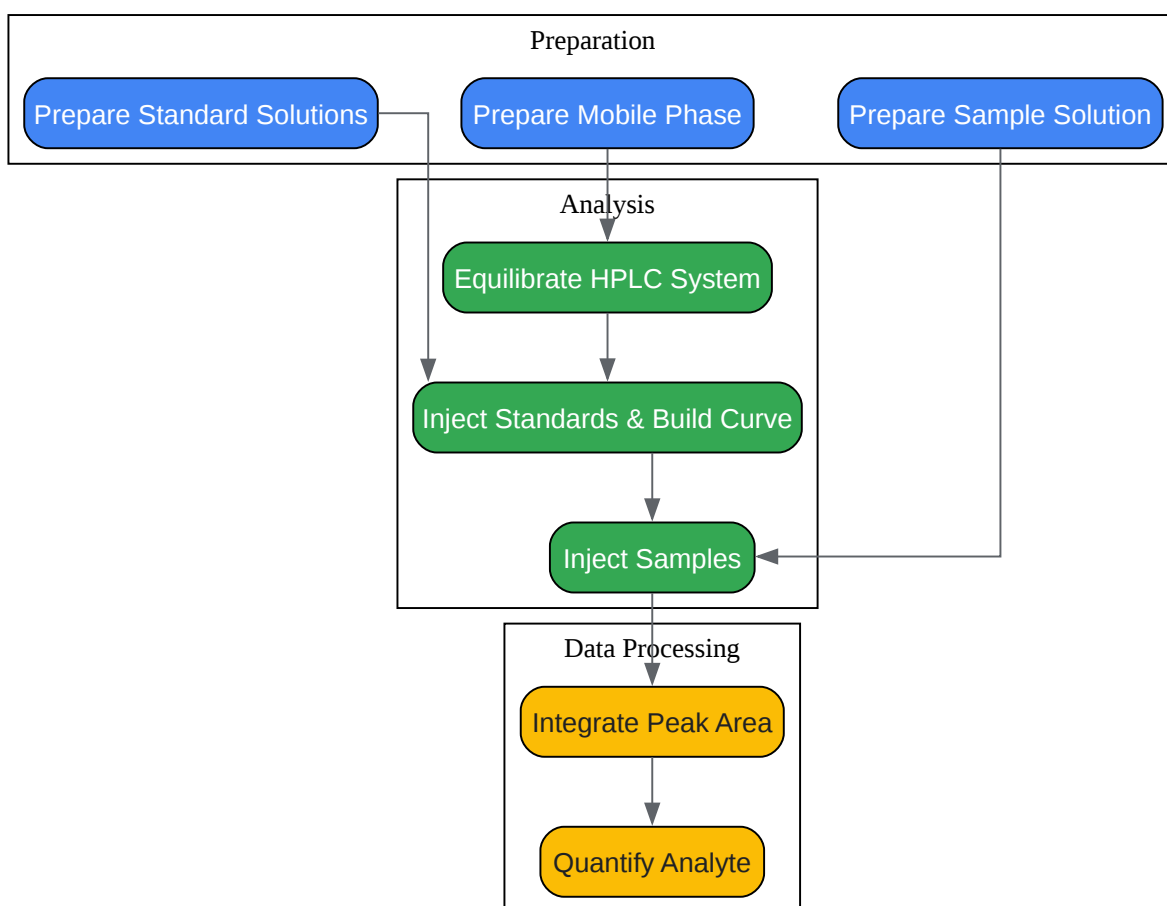 Preparation
Prepare Standard Solutions
Prepare Mobile Phase
Prepare Sample Solution
Analysis
Equilibrate HPLC System
Inject Standards & Build Curve
Inject Samples
Data Processing
Integrate Peak Area
Quantify Analyte